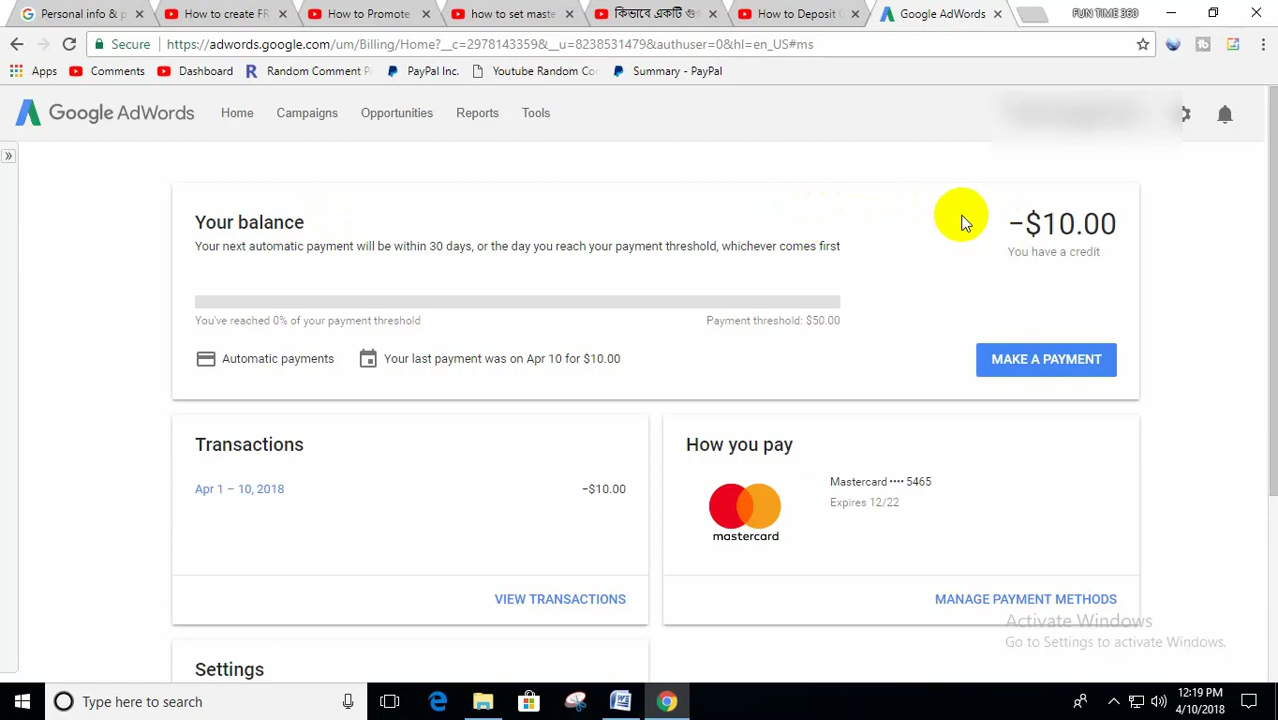 Personal info & p
How to create FR
How to Promote
how to set maste
কিভাবে একটি গুগ
How to Deposit G
Google AdWords
FUN TIME 360
Secure
https://adwords.google.com/um/Billing/Home?__c=2978143359&__u=8238531479&authuser=0&hl=en_US#ms
Apps
Comments
Dashboard
Random Comment P
PayPal Inc.
Youtube Random Co
Summary - PayPal
Google AdWords
Home
Campaigns
Opportunities
Reports
Tools
Your balance
Your next automatic payment will be within 30 days, or the day you reach your payment threshold, whichever comes first
−$10.00
You have a credit
You've reached 0% of your payment threshold
Payment threshold: $50.00
Automatic payments
Your last payment was on Apr 10 for $10.00
MAKE A PAYMENT
Transactions
Apr 1 – 10, 2018
−$10.00
VIEW TRANSACTIONS
How you pay
mastercard
Mastercard •••• 5465
Expires 12/22
MANAGE PAYMENT METHODS
Activate Windows
Go to Settings to activate Windows.
Settings
Type here to search
12:19 PM
4/10/2018